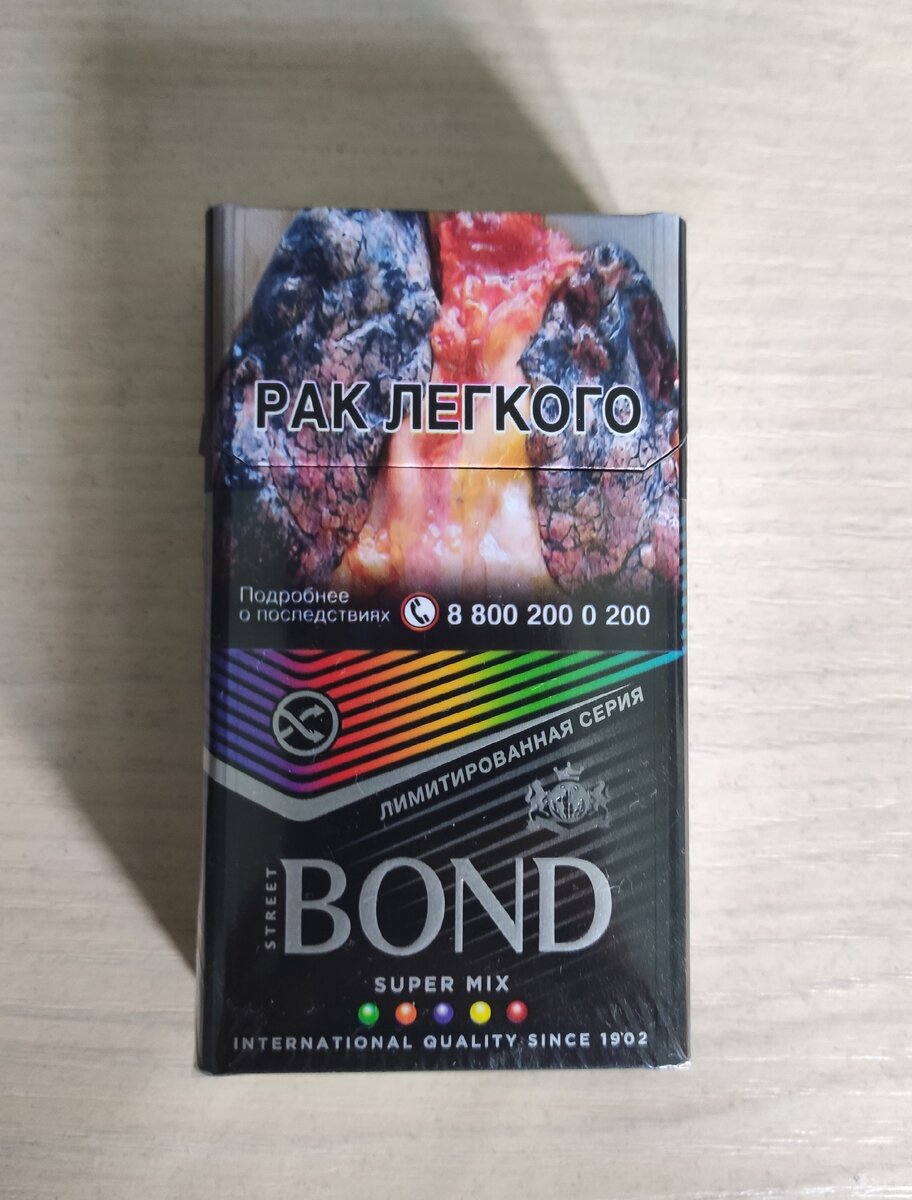 РАК ЛЕГКОГО
Подробнее
о последствиях 8 800 200 0 200
ЛИМИТИРОВАННАЯ СЕРИЯ
STREET
BOND
SUPER MIX
INTERNATIONAL QUALITY SINCE 1902